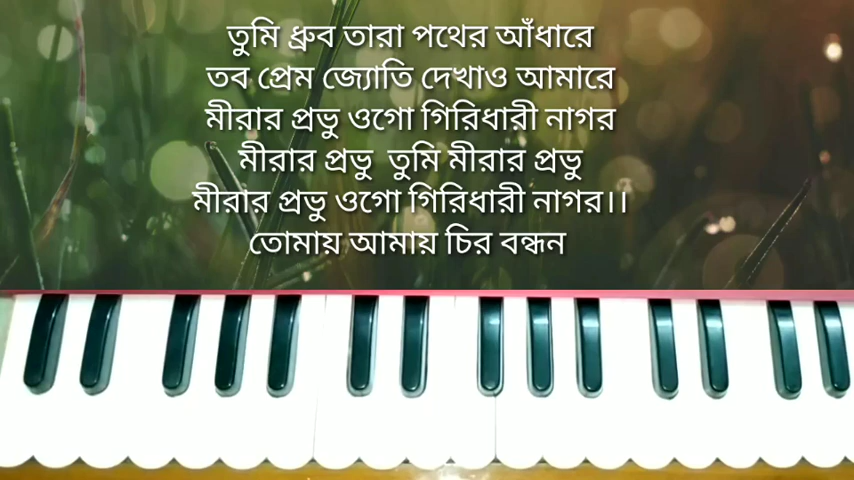 তুমি ধ্রুব তারা পথের আঁধারে
তব প্রেম জ্যোতি দেখাও আমারে
মীরার প্রভু ওগো গিরিধারী নাগর
মীরার প্রভু তুমি মীরার প্রভু
মীরার প্রভু ওগো গিরিধারী নাগর।।
তোমায় আমায় চির বন্ধন